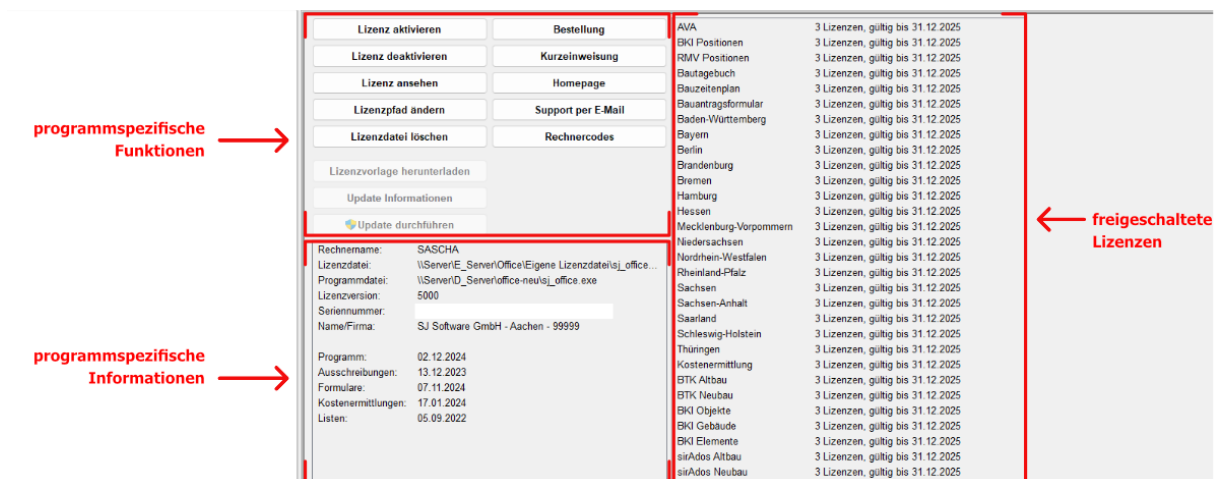 programmspezifische
Funktionen
Lizenz aktivieren Bestellung
Lizenz deaktivieren Kurzeinweisung
Lizenz ansehen Homepage
Lizenzpfad ändern Support per E-Mail
Lizenzdatei löschen Rechnercodes
Lizenzvorlage herunterladen
Update Informationen
Update durchführen
programmspezifische
Informationen
Rechnername: SASCHA
Lizenzdatei: \\Server\E_Server\Office\Eigene Lizenzdatei\sj_office...
Programmdatei: \\Server\D_Server\office-neu\sj_office.exe
Lizenzversion: 5000
Seriennummer:
Name/Firma: SJ Software GmbH - Aachen - 99999
Programm: 02.12.2024
Ausschreibungen: 13.12.2023
Formulare: 07.11.2024
Kostenermittlungen: 17.01.2024
Listen: 05.09.2022
AVA 3 Lizenzen, gültig bis 31.12.2025
BKI Positionen 3 Lizenzen, gültig bis 31.12.2025
RMV Positionen 3 Lizenzen, gültig bis 31.12.2025
Bautagebuch 3 Lizenzen, gültig bis 31.12.2025
Bauzeitenplan 3 Lizenzen, gültig bis 31.12.2025
Bauantragsformular 3 Lizenzen, gültig bis 31.12.2025
Baden-Württemberg 3 Lizenzen, gültig bis 31.12.2025
Bayern 3 Lizenzen, gültig bis 31.12.2025
Berlin 3 Lizenzen, gültig bis 31.12.2025
Brandenburg 3 Lizenzen, gültig bis 31.12.2025
Bremen 3 Lizenzen, gültig bis 31.12.2025
Hamburg 3 Lizenzen, gültig bis 31.12.2025
Hessen 3 Lizenzen, gültig bis 31.12.2025
Mecklenburg-Vorpommern 3 Lizenzen, gültig bis 31.12.2025
Niedersachsen 3 Lizenzen, gültig bis 31.12.2025
Nordrhein-Westfalen 3 Lizenzen, gültig bis 31.12.2025
Rheinland-Pfalz 3 Lizenzen, gültig bis 31.12.2025
Sachsen 3 Lizenzen, gültig bis 31.12.2025
Sachsen-Anhalt 3 Lizenzen, gültig bis 31.12.2025
Saarland 3 Lizenzen, gültig bis 31.12.2025
Schleswig-Holstein 3 Lizenzen, gültig bis 31.12.2025
Thüringen 3 Lizenzen, gültig bis 31.12.2025
Kostenermittlung 3 Lizenzen, gültig bis 31.12.2025
BTK Altbau 3 Lizenzen, gültig bis 31.12.2025
BTK Neubau 3 Lizenzen, gültig bis 31.12.2025
BKI Objekte 3 Lizenzen, gültig bis 31.12.2025
BKI Gebäude 3 Lizenzen, gültig bis 31.12.2025
BKI Elemente 3 Lizenzen, gültig bis 31.12.2025
sirAdos Altbau 3 Lizenzen, gültig bis 31.12.2025
sirAdos Neubau 3 Lizenzen, gültig bis 31.12.2025
freigeschaltete
Lizenzen